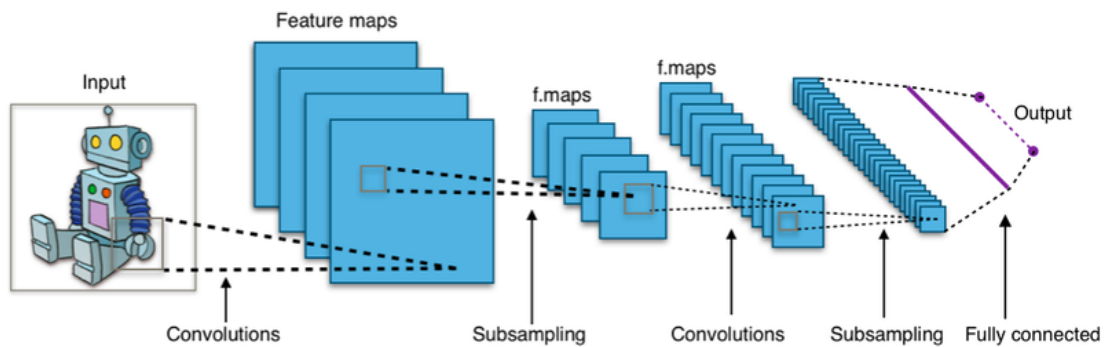 Feature maps
Input
f.maps
f.maps
Output
Convolutions
Subsampling
Convolutions
Subsampling
Fully connected